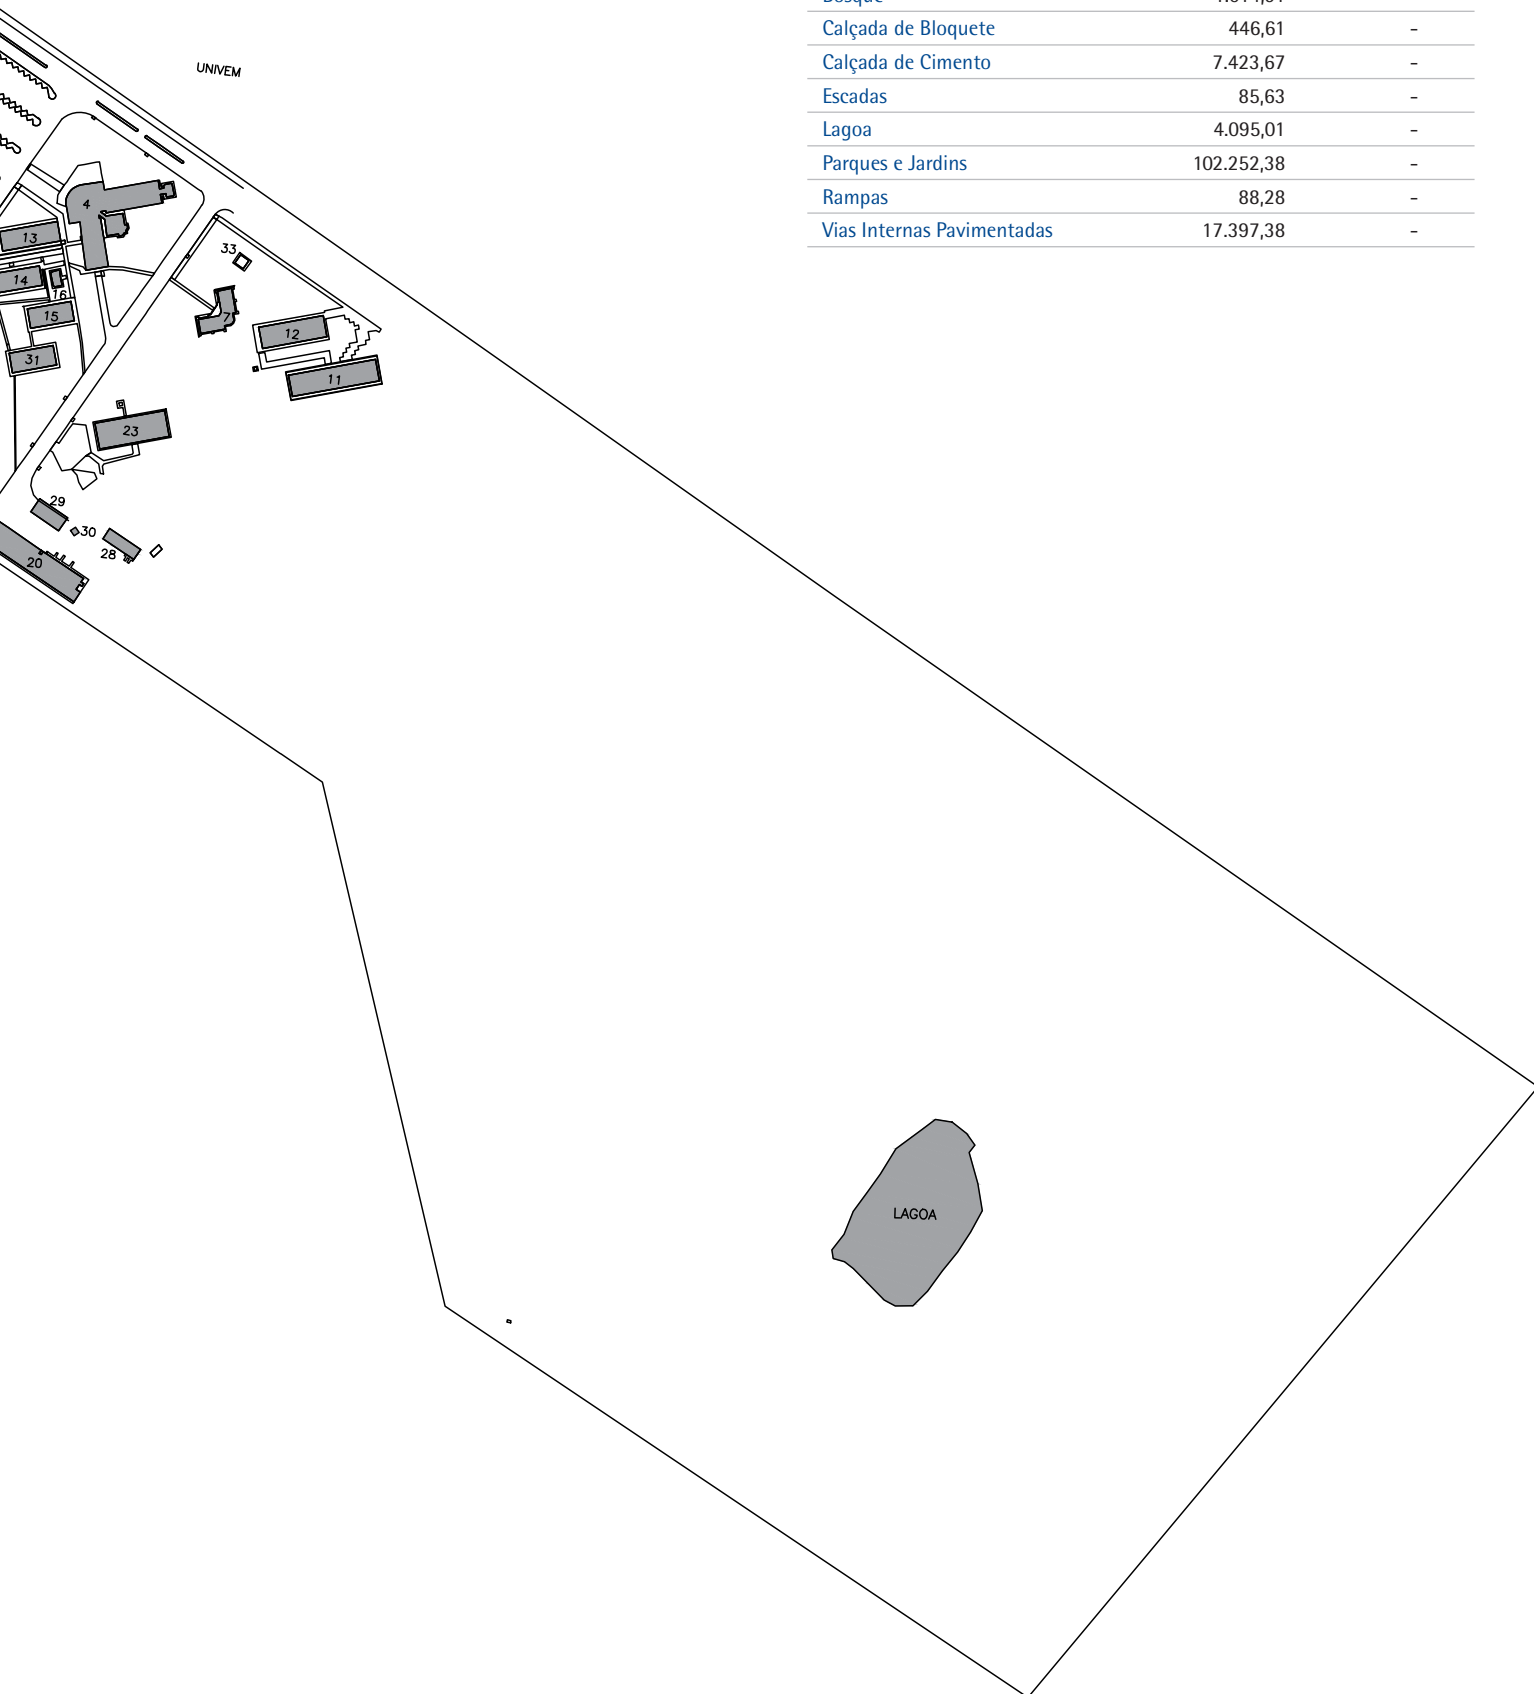 Calçada de Bloquete 446,61 -
Calçada de Cimento 7.423,67 -
Escadas 85,63 -
Lagoa 4.095,01 -
Parques e Jardins 102.252,38 -
Rampas 88,28 -
Vias Internas Pavimentadas 17.397,38 -
UNIVEM
4
13
33
14
16
15
7
12
31
11
23
29
30
28
20
LAGOA